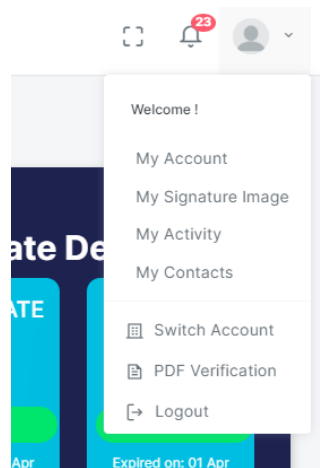 23
Welcome !
My Account
My Signature Image
My Activity
My Contacts
ate De
ATE
Switch Account
PDF Verification
Logout
Apr
Expired on: 01 Apr